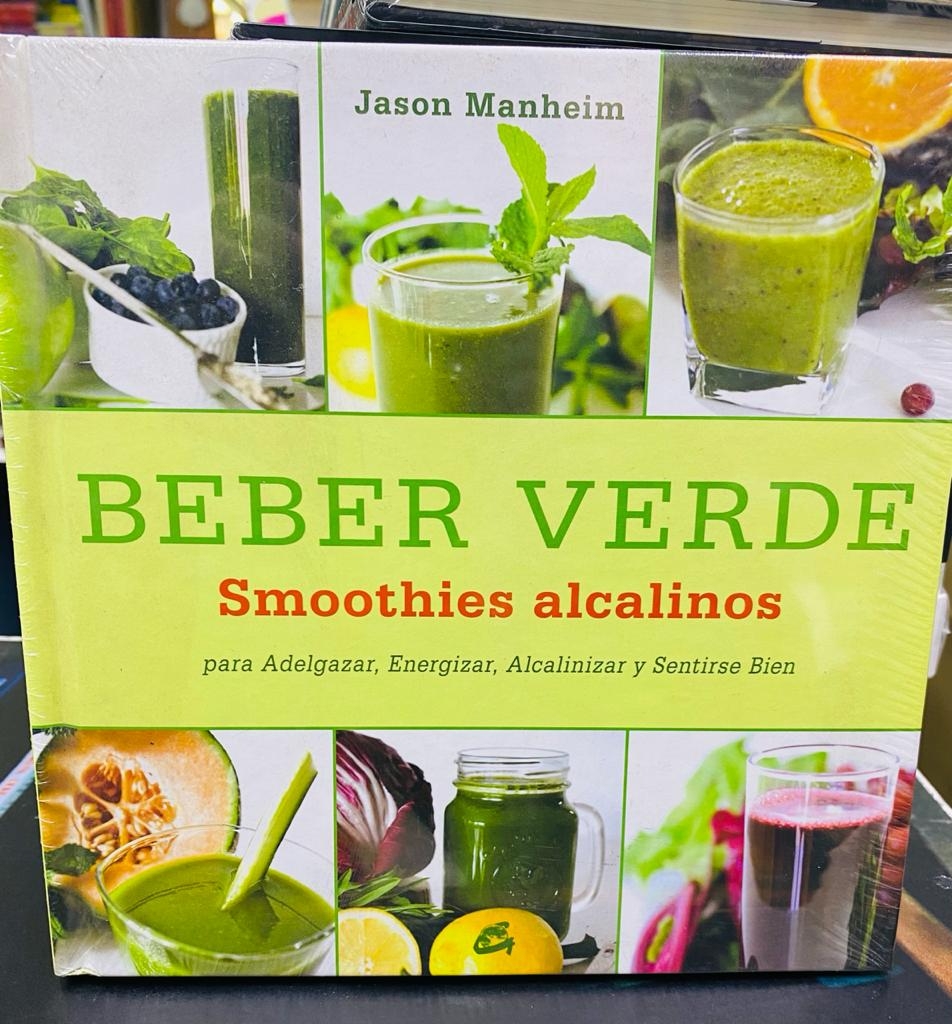 Jason Manheim
BEBER VERDE
Smoothies alcalinos
para Adelgazar, Energizar, Alcalinizar y Sentirse Bien